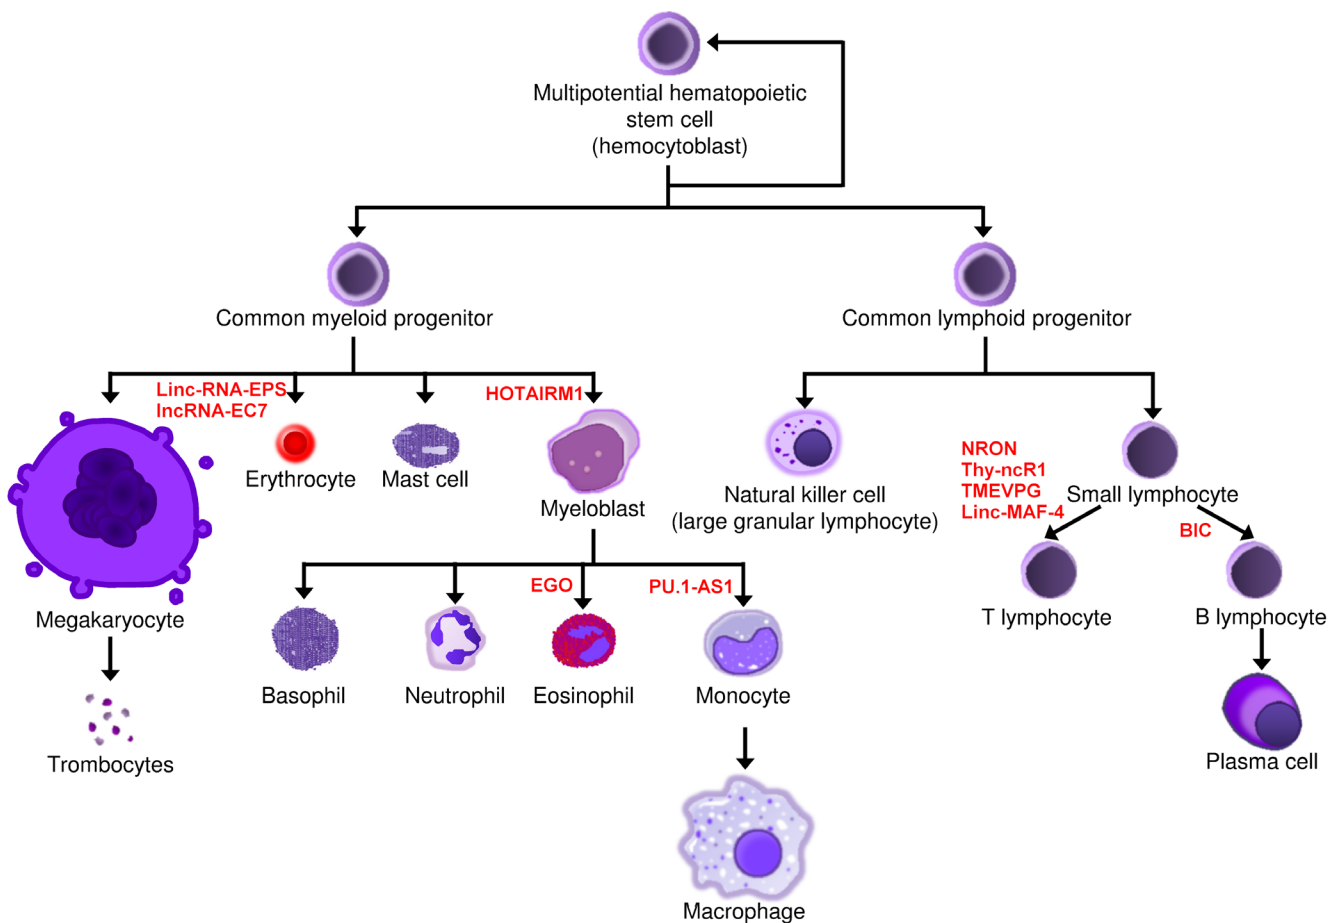 Multipotential hematopoietic
stem cell
(hemocytoblast)
Common myeloid progenitor
Common lymphoid progenitor
Linc-RNA-EPS
lncRNA-EC7
HOTAIRM1
Erythrocyte
Mast cell
Myeloblast
Natural killer cell
(large granular lymphocyte)
NRON
Thy-ncR1
TMEVPG
Linc-MAF-4
Small lymphocyte
BIC
EGO
PU.1-AS1
Megakaryocyte
T lymphocyte
B lymphocyte
Basophil
Neutrophil
Eosinophil
Monocyte
Trombocytes
Plasma cell
Macrophage